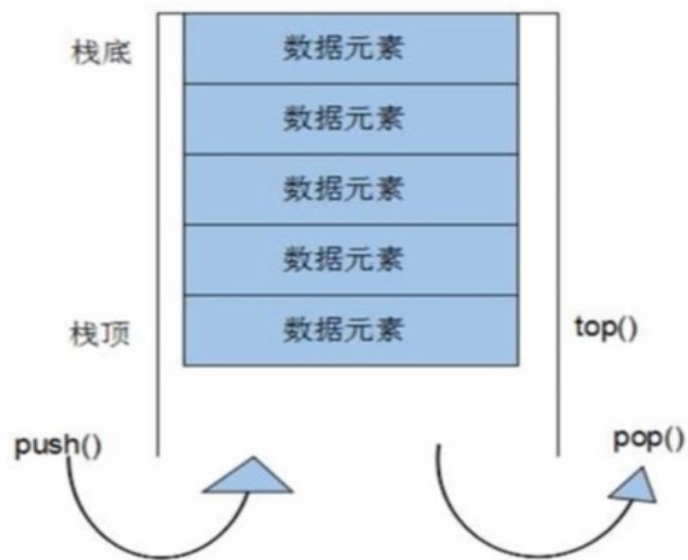 栈底
数据元素
数据元素
数据元素
数据元素
栈顶
数据元素
top()
push()
pop()